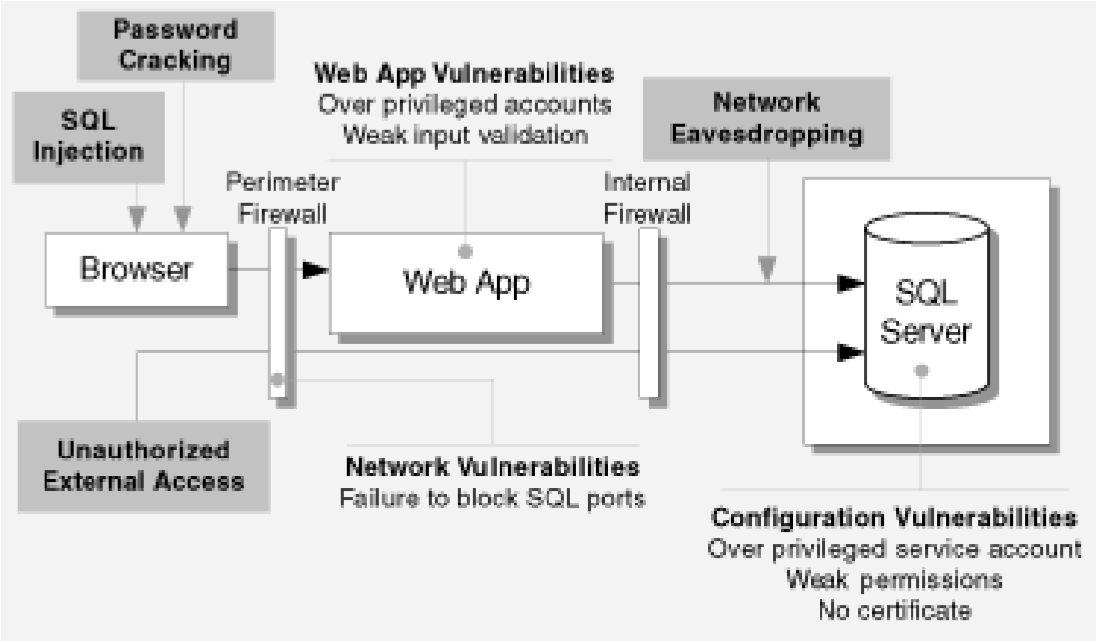 Password
Cracking
SQL
Injection
Web App Vulnerabilities
Over privileged accounts
Weak input validation
Network
Eavesdropping
Perimeter
Firewall
Internal
Firewall
Browser
Web App
SQL
Server
Unauthorized
External Access
Network Vulnerabilities
Failure to block SQL ports
Configuration Vulnerabilities
Over privileged service account
Weak permissions
No certificate